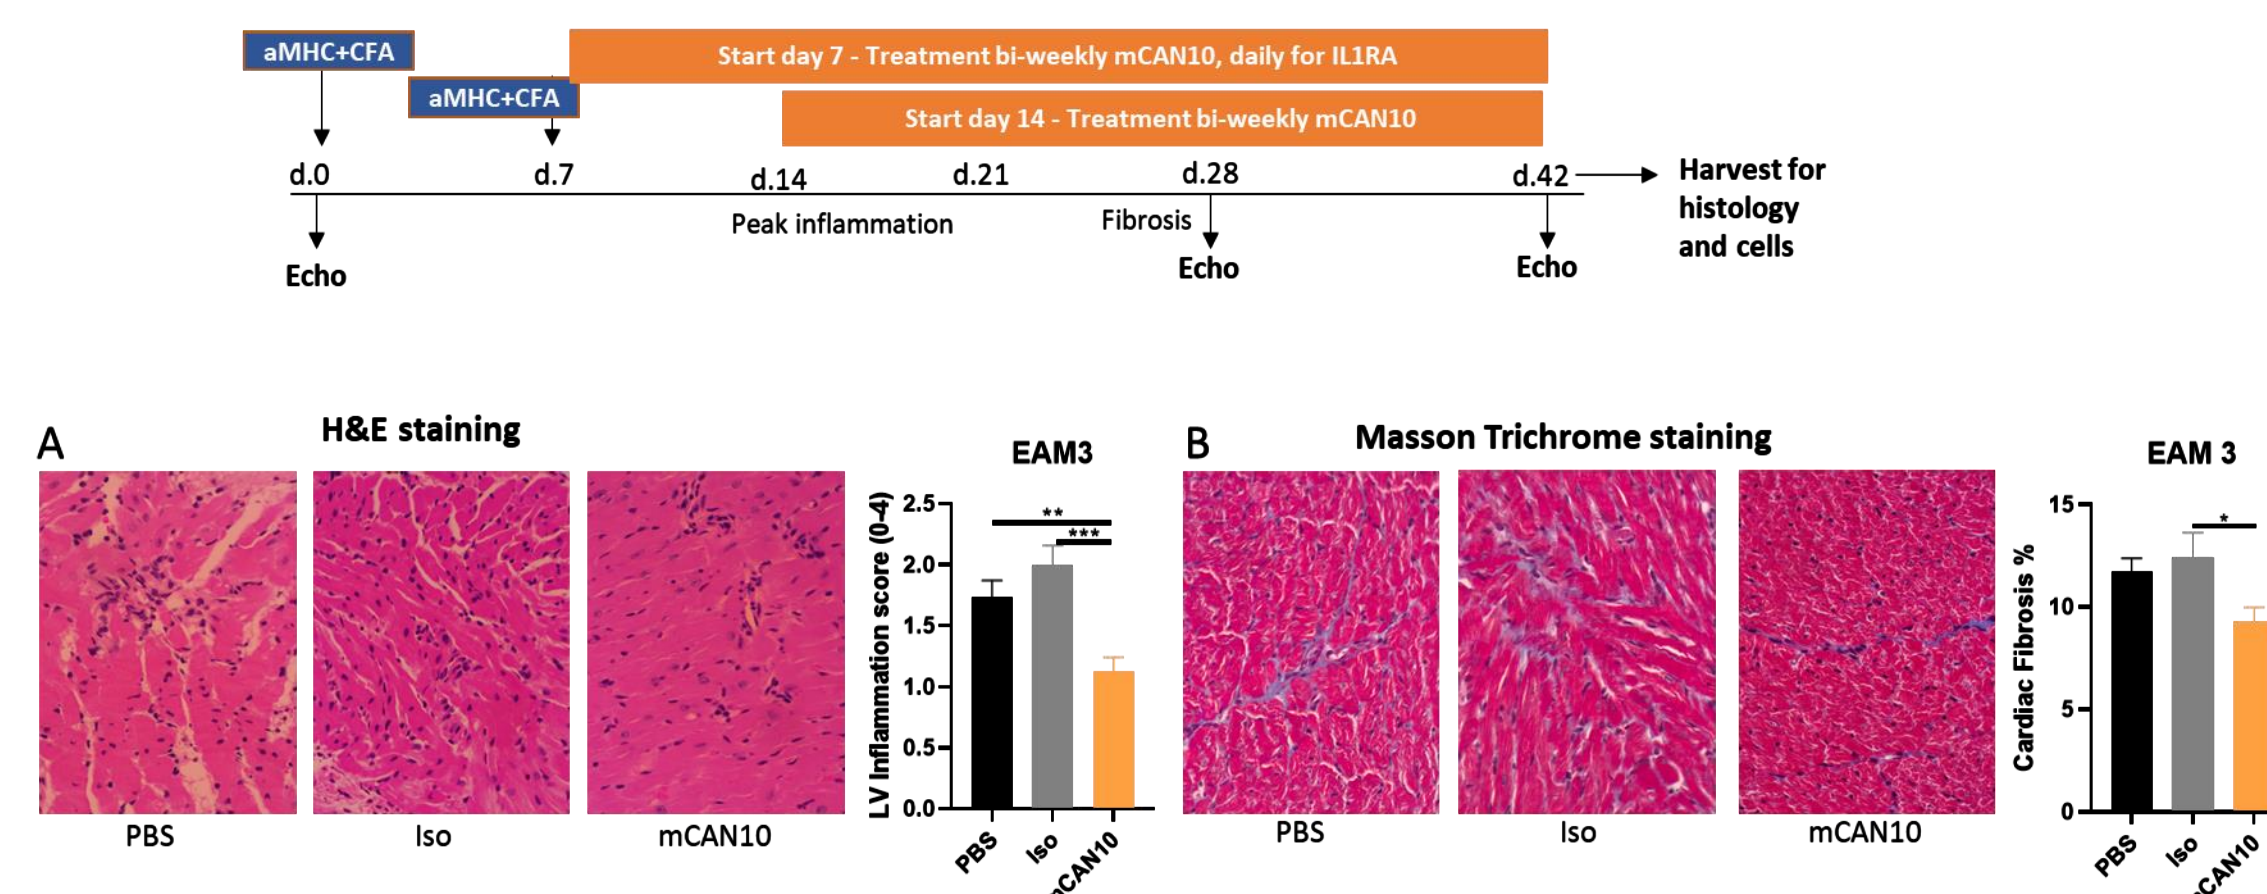 aMHC+CFA
Start day 7 - Treatment bi-weekly mCAN10, daily for IL1RA
aMHC+CFA
Start day 14 - Treatment bi-weekly mCAN10
d.0
d.7
d.14
d.21
d.28
d.42
Harvest for
histology
and cells
Peak inflammation
Fibrosis
Echo
Echo
Echo
A
H&E staining
PBS
Iso
mCAN10
EAM3
LV Inflammation score (0-4)
2.5
2.0
1.5
1.0
0.5
0.0
**
***
PBS
Iso
mCAN10
B
Masson Trichrome staining
PBS
Iso
mCAN10
EAM 3
Cardiac Fibrosis %
15
10
5
0
*
PBS
Iso
mCAN10